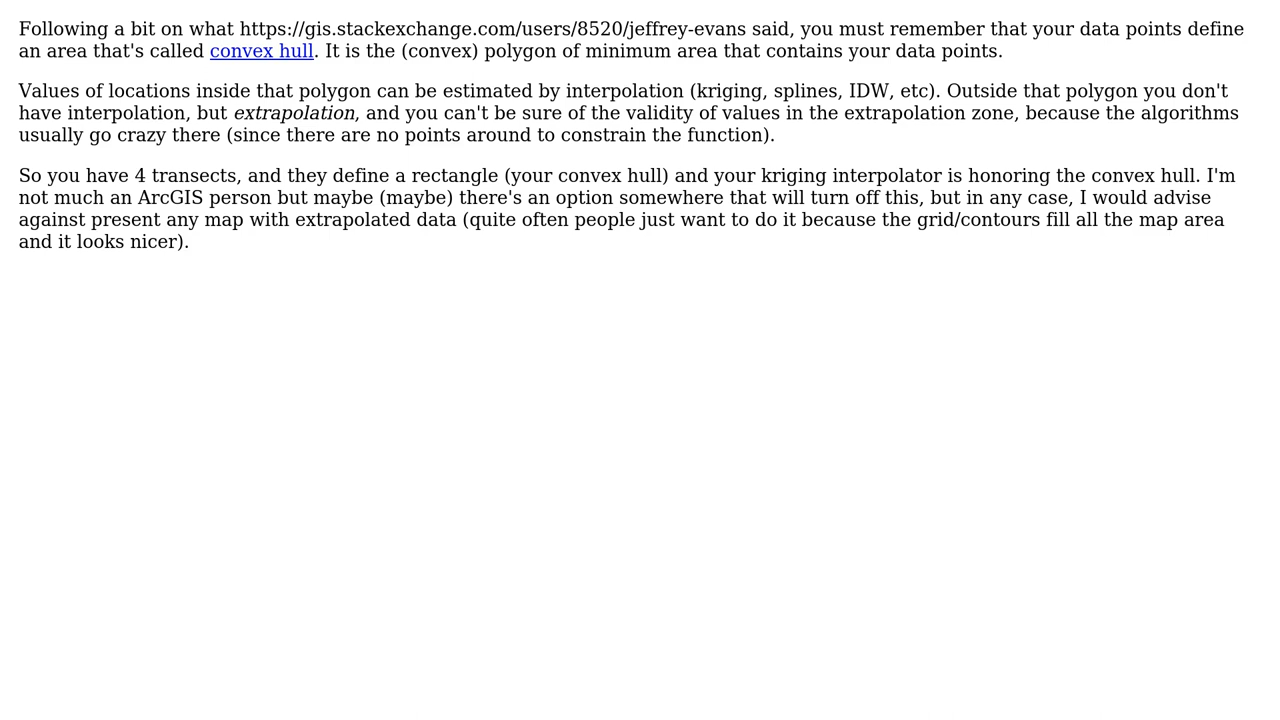 Following a bit on what https://gis.stackexchange.com/users/8520/jeffrey-evans said, you must remember that your data points define
an area that's called convex hull. It is the (convex) polygon of minimum area that contains your data points.
Values of locations inside that polygon can be estimated by interpolation (kriging, splines, IDW, etc). Outside that polygon you don't
have interpolation, but extrapolation, and you can't be sure of the validity of values in the extrapolation zone, because the algorithms
usually go crazy there (since there are no points around to constrain the function).
So you have 4 transects, and they define a rectangle (your convex hull) and your kriging interpolator is honoring the convex hull. I'm
not much an ArcGIS person but maybe (maybe) there's an option somewhere that will turn off this, but in any case, I would advise
against present any map with extrapolated data (quite often people just want to do it because the grid/contours fill all the map area
and it looks nicer).